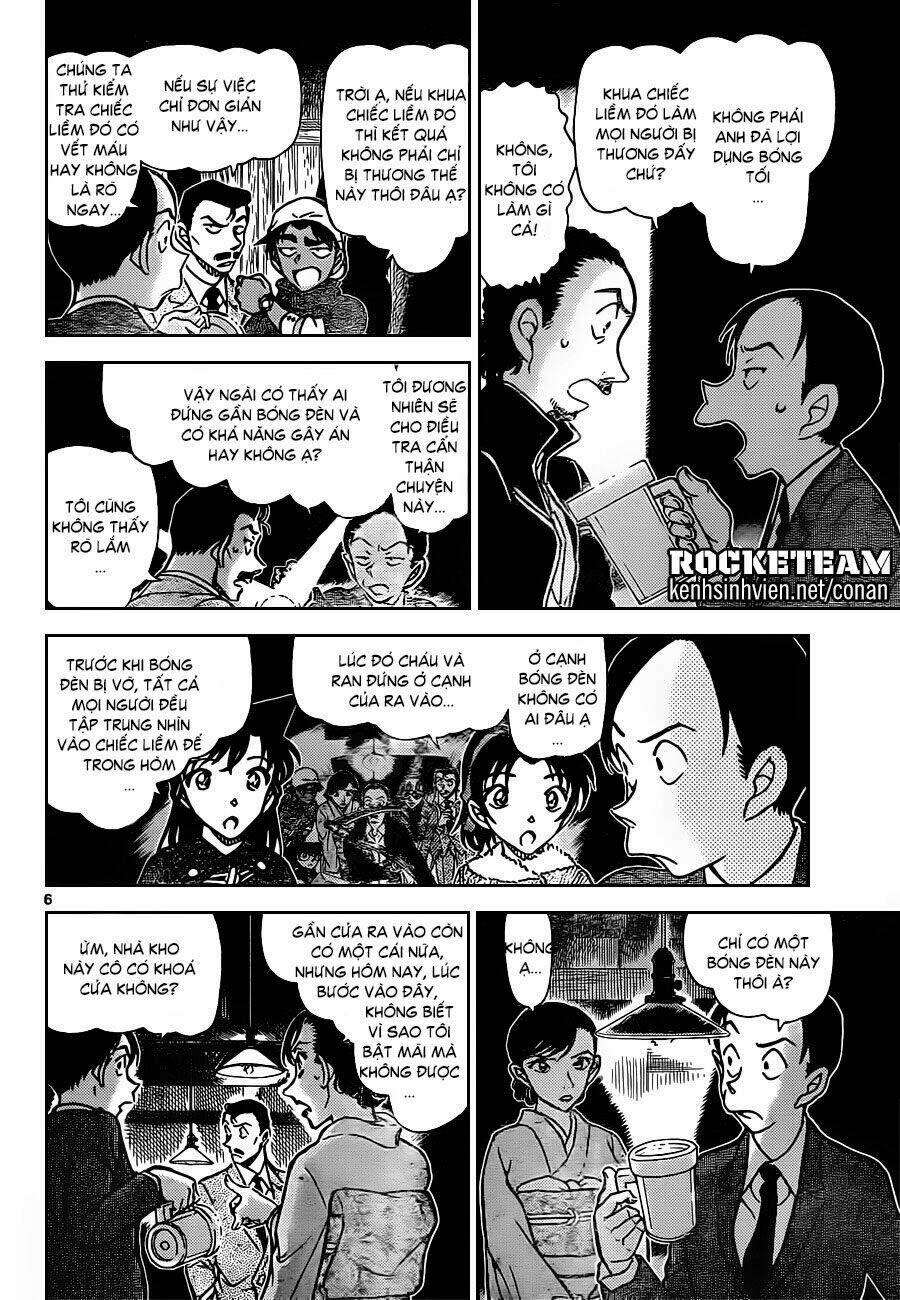 KHÔNG PHẢI
ANH ĐÃ LỢI
DỤNG BÓNG
TỐI
...
KHUA CHIẾC
LIỀM ĐÓ LÀM
MỌI NGƯỜI BỊ
THƯƠNG ĐẤY
CHỨ?
KHÔNG,
TÔI
KHÔNG CÓ
LÀM GÌ
CẢ!
TRỜI Ạ, NẾU KHUA
CHIẾC LIỀM ĐÓ
THÌ KẾT QUẢ
KHÔNG PHẢI CHỈ
BỊ THƯƠNG THẾ
NÀY THÔI ĐÂU Ạ?
NẾU SỰ VIỆC
CHỈ ĐƠN GIẢN
NHƯ VẬY...
CHÚNG TA
THỬ KIỂM
TRA CHIẾC
LIỀM ĐÓ CÓ
VẾT MÁU
HAY KHÔNG
LÀ RÕ
NGAY...
TÔI ĐƯƠNG
NHIÊN SẼ
CHO ĐIỀU
TRA CẨN
THẬN
CHUYỆN
NÀY...
VẬY NGÀI CÓ THẤY AI
ĐỨNG GẦN BÓNG ĐÈN VÀ
CÓ KHẢ NĂNG GÂY ÁN
HAY KHÔNG Ạ?
TÔI CŨNG
KHÔNG THẤY
RÕ LẮM
...
ROCKETEAM
kenhsinhvien.net/conan
Ở CẠNH
BÓNG ĐÈN
KHÔNG CÓ
AI ĐÂU Ạ
...
LÚC ĐÓ CHÁU VÀ
RAN ĐỨNG Ở CẠNH
CỬA RA VÀO...
TRƯỚC KHI BÓNG
ĐÈN BỊ VỠ, TẤT CẢ
MỌI NGƯỜI ĐỀU
TẬP TRUNG NHÌN
VÀO CHIẾC LIỀM ĐỂ
TRONG HÒM
...
6
CHỈ CÓ MỘT
BÓNG ĐÈN NÀY
THÔI À?
KHÔNG
Ạ...
GẦN CỬA RA VÀO CÒN
CÓ MỘT CÁI NỮA,
NHƯNG HÔM NAY, LÚC
BƯỚC VÀO ĐÂY,
KHÔNG BIẾT
VÌ SAO TÔI
BẬT MÃI MÀ
KHÔNG ĐƯỢC
...
ỪM, NHÀ KHO
NÀY CÔ CÓ KHOÁ
CỬA KHÔNG?